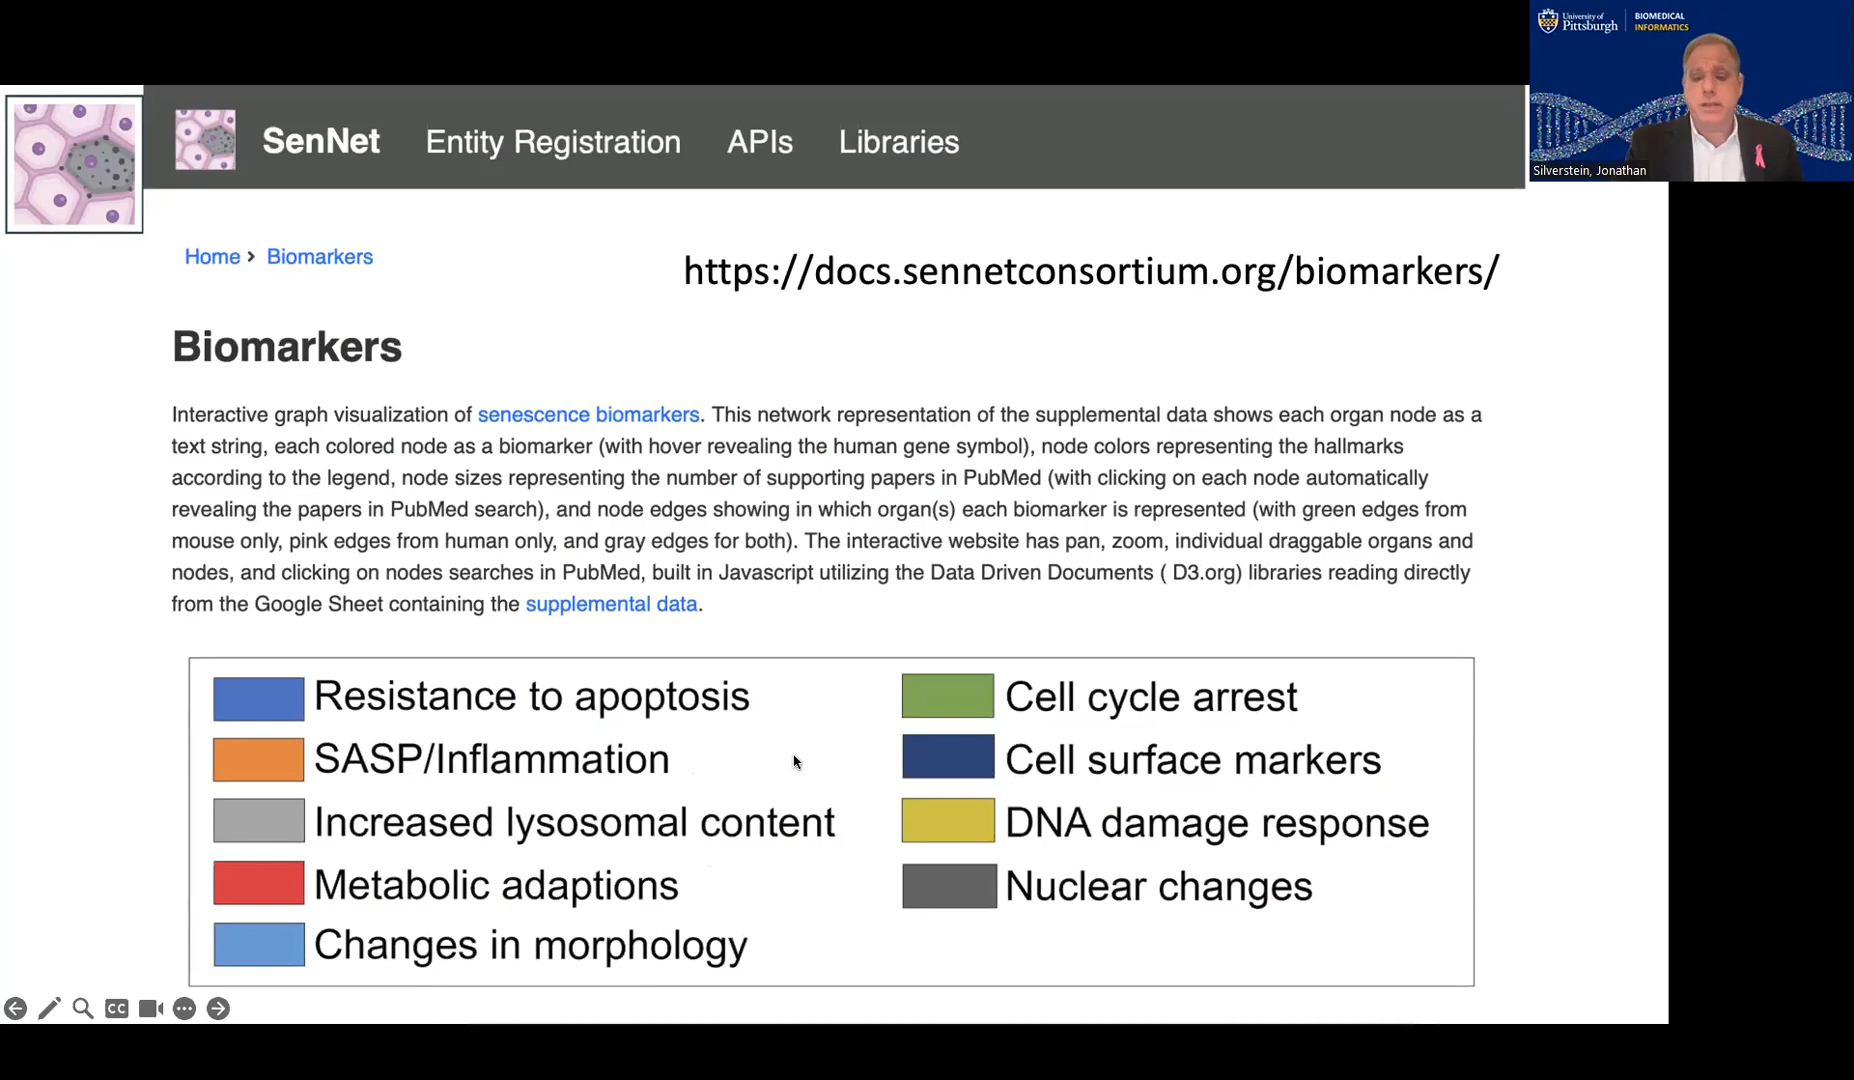 University of
Pittsburgh
BIOMEDICAL
INFORMATICS
Silverstein, Jonathan
SenNet Entity Registration APIs Libraries
Home › Biomarkers
https://docs.sennetconsortium.org/biomarkers/
Biomarkers
Interactive graph visualization of senescence biomarkers. This network representation of the supplemental data shows each organ node as a
text string, each colored node as a biomarker (with hover revealing the human gene symbol), node colors representing the hallmarks
according to the legend, node sizes representing the number of supporting papers in PubMed (with clicking on each node automatically
revealing the papers in PubMed search), and node edges showing in which organ(s) each biomarker is represented (with green edges from
mouse only, pink edges from human only, and gray edges for both). The interactive website has pan, zoom, individual draggable organs and
nodes, and clicking on nodes searches in PubMed, built in Javascript utilizing the Data Driven Documents ( D3.org) libraries reading directly
from the Google Sheet containing the supplemental data.
Resistance to apoptosis
SASP/Inflammation
Increased lysosomal content
Metabolic adaptions
Changes in morphology
Cell cycle arrest
Cell surface markers
DNA damage response
Nuclear changes
CC